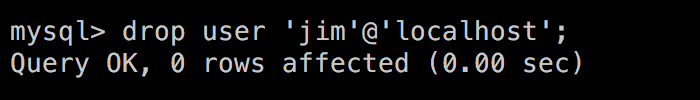 mysql> drop user 'jim'@'localhost';
Query OK, 0 rows affected (0.00 sec)